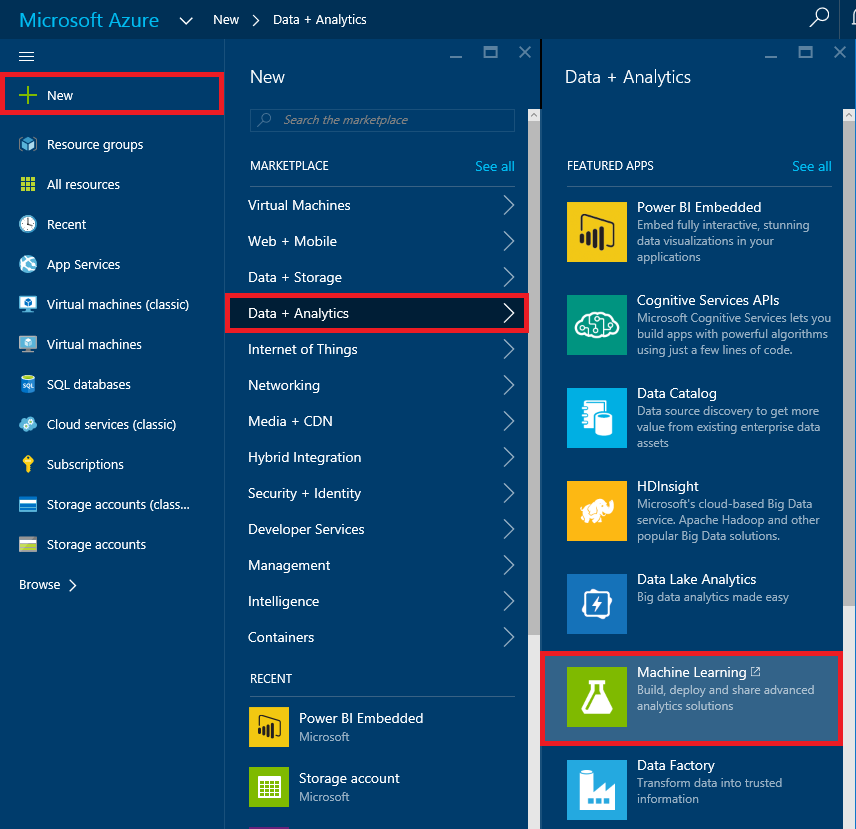 Microsoft Azure
New > Data + Analytics
New
Resource groups
All resources
Recent
App Services
Virtual machines (classic)
Virtual machines
SQL databases
Cloud services (classic)
Subscriptions
Storage accounts (class...
Storage accounts
Browse >
New
Search the marketplace
MARKETPLACE
See all
Virtual Machines
Web + Mobile
Data + Storage
Data + Analytics
Internet of Things
Networking
Media + CDN
Hybrid Integration
Security + Identity
Developer Services
Management
Intelligence
Containers
RECENT
Power BI Embedded
Microsoft
Storage account
Microsoft
Data + Analytics
FEATURED APPS
See all
Power BI Embedded
Embed fully interactive, stunning
data visualizations in your
applications
Cognitive Services APIs
Microsoft Cognitive Services lets you
build apps with powerful algorithms
using just a few lines of code.
Data Catalog
Data source discovery to get more
value from existing enterprise data
assets
HDInsight
Microsoft's cloud-based Big Data
service. Apache Hadoop and other
popular Big Data solutions.
Data Lake Analytics
Big data analytics made easy
Machine Learning
Build, deploy and share advanced
analytics solutions
Data Factory
Transform data into trusted
information
SQL